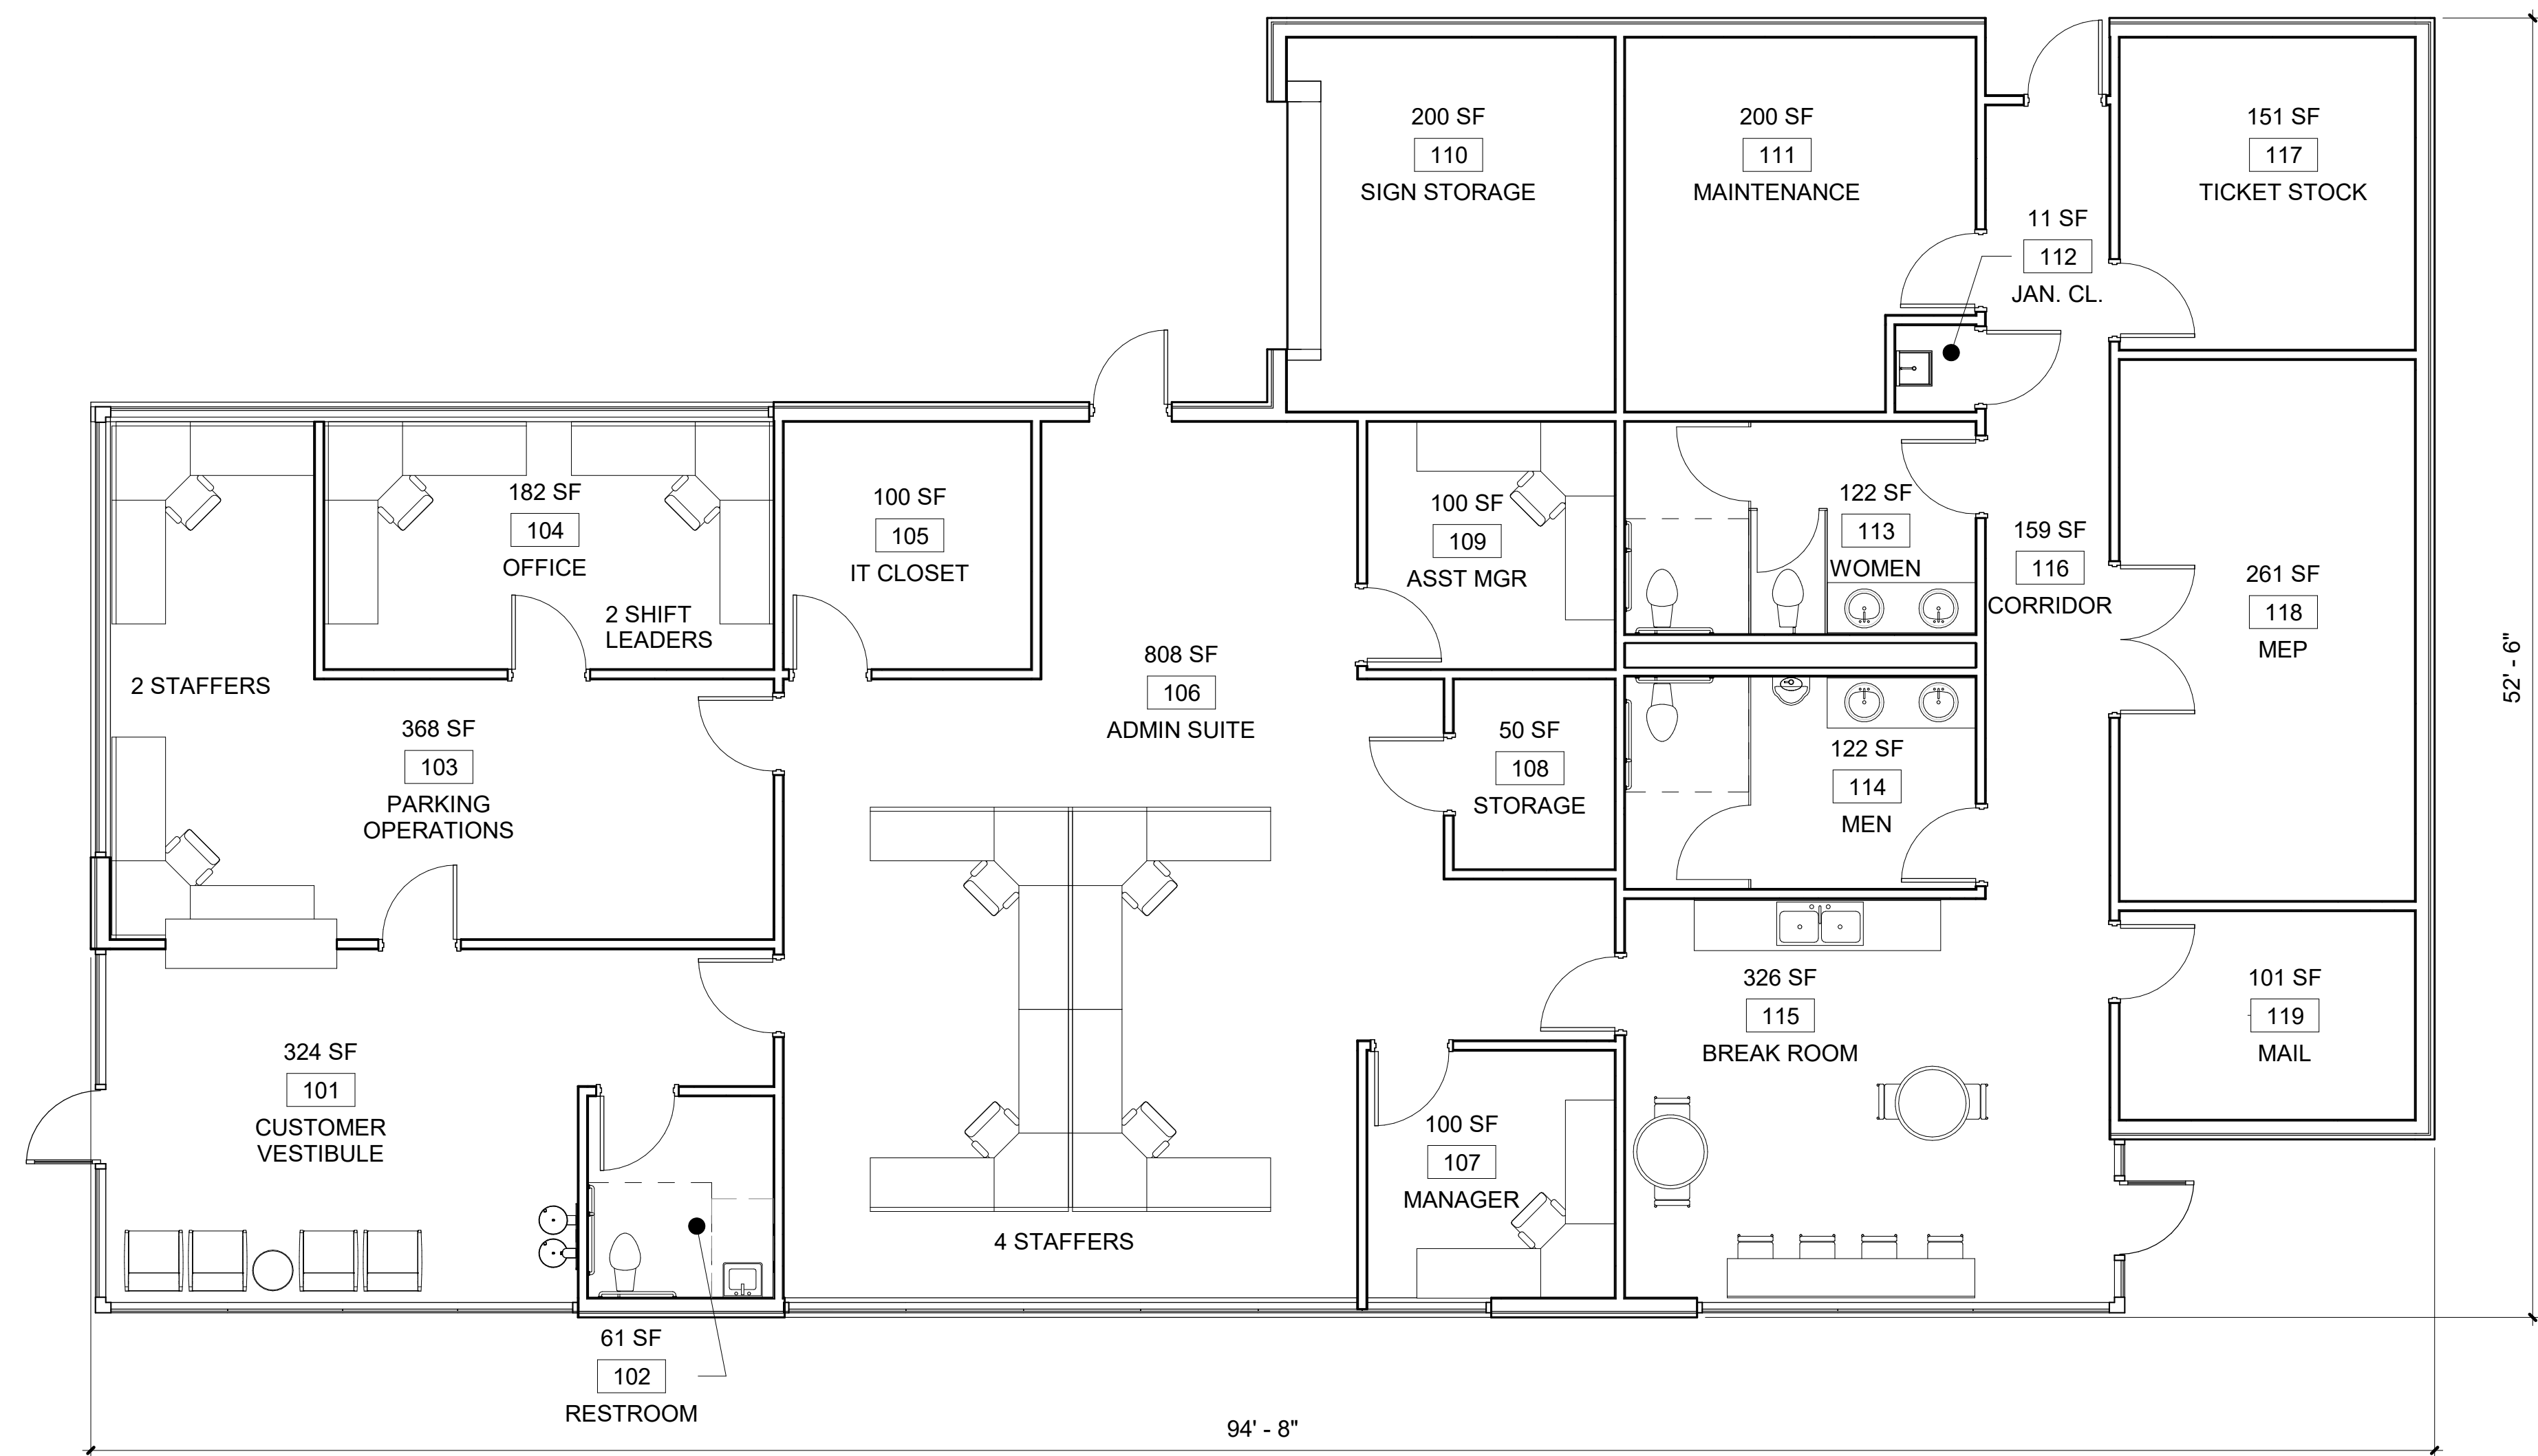 200 SF
110
SIGN STORAGE
200 SF
111
MAINTENANCE
151 SF
117
TICKET STOCK
11 SF
112
JAN. CL.
182 SF
104
OFFICE
2 SHIFT
LEADERS
100 SF
105
IT CLOSET
100 SF
109
ASST MGR
122 SF
113
WOMEN
159 SF
116
CORRIDOR
261 SF
118
MEP
52' - 6"
2 STAFFERS
368 SF
103
PARKING
OPERATIONS
808 SF
106
ADMIN SUITE
50 SF
108
STORAGE
122 SF
114
MEN
326 SF
115
BREAK ROOM
101 SF
119
MAIL
324 SF
101
CUSTOMER
VESTIBULE
100 SF
107
MANAGER
4 STAFFERS
61 SF
102
RESTROOM
94' - 8"